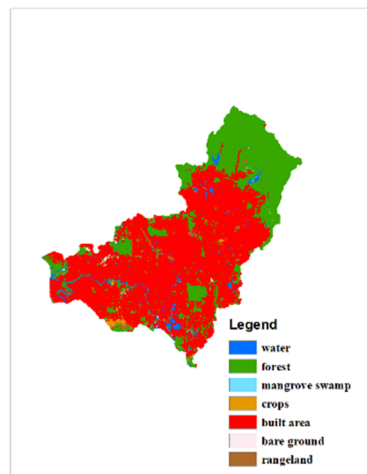 Legend
water
forest
mangrove swamp
crops
built area
bare ground
rangeland